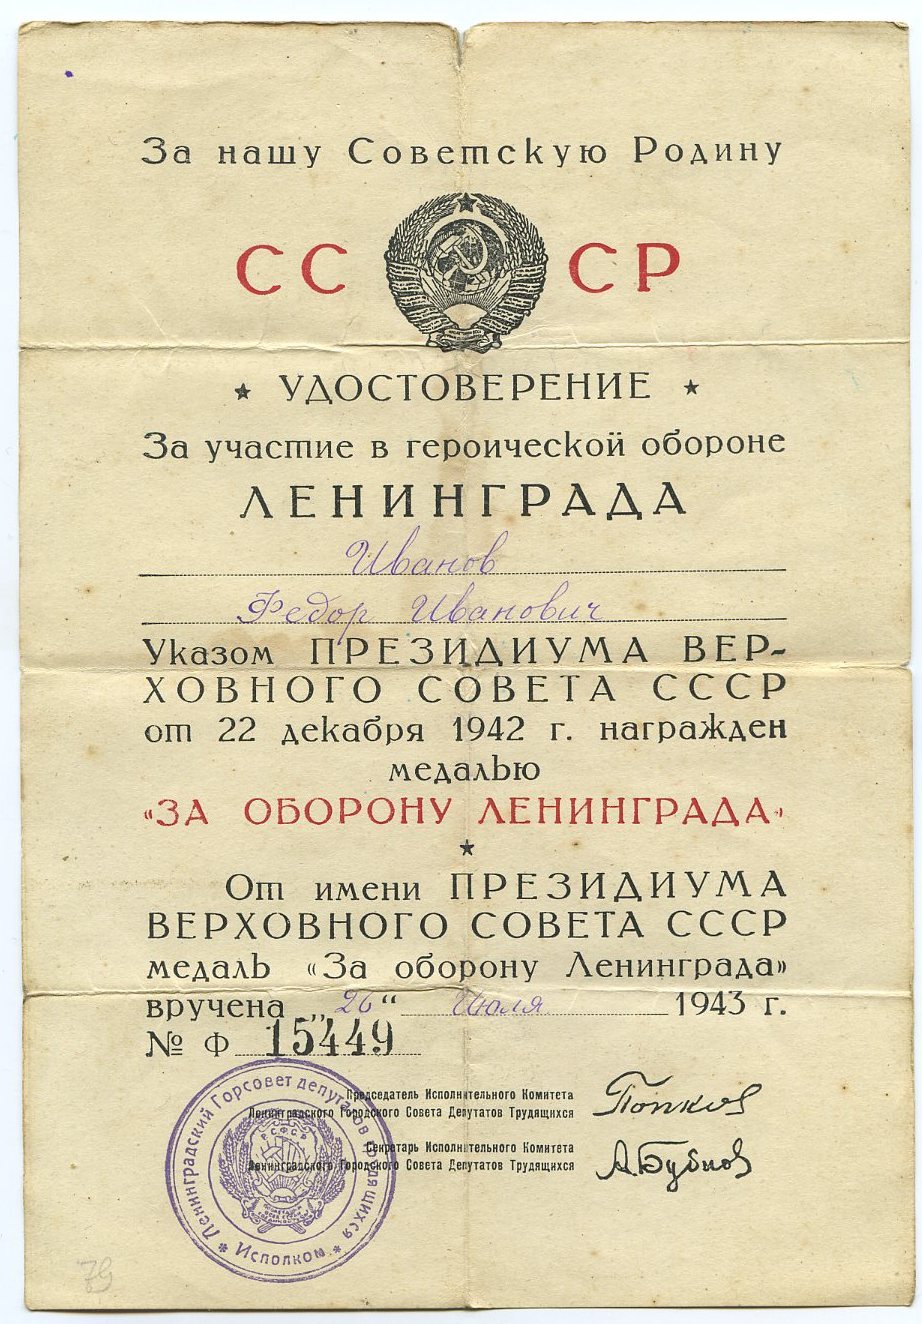 За нашу Советскую Родину
СССР
УДОСТОВЕРЕНИЕ
За участие в героической обороне
ЛЕНИНГРАДА
Иванов
Федор Иванович
Указом ПРЕЗИДИУМА ВЕР-
ХОВНОГО СОВЕТА СССР
от 22 декабря 1942 г. награжден
медалью
«ЗА ОБОРОНУ ЛЕНИНГРАДА»
От имени ПРЕЗИДИУМА
ВЕРХОВНОГО СОВЕТА СССР
медаль «За оборону Ленинграда»
вручена „26“ Июля 1943 г.
№ Ф 15449
Председатель Исполнительного Комитета
Ленинградского Городского Совета Депутатов Трудящихся
Попков
Секретарь Исполнительного Комитета
Ленинградского Городского Совета Депутатов Трудящихся
А Бубнов
Ленинградский Горсовет депутатов трудящихся
* Исполком *
РСФСР
79